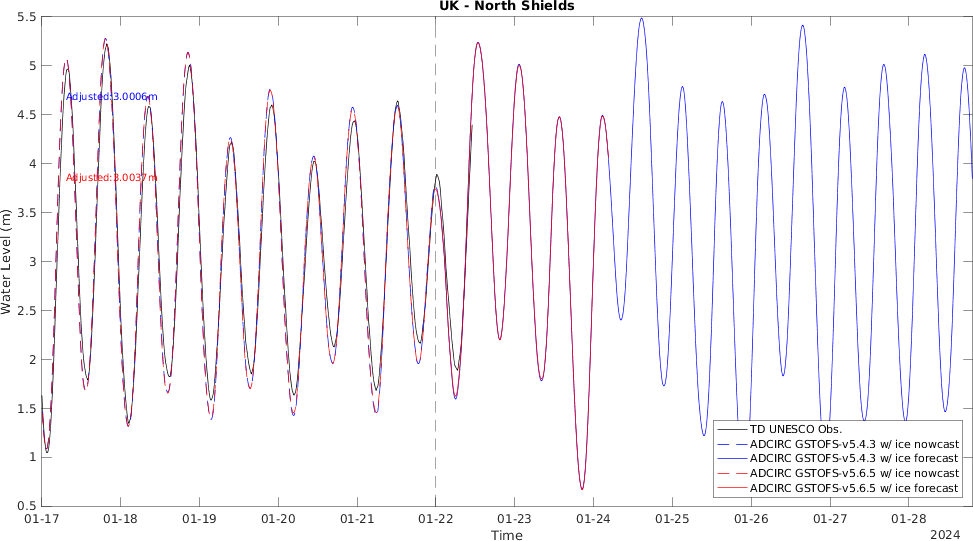 UK - North Shields
5.5
5
4.5
4
3.5
3
2.5
2
1.5
1
0.5
Water Level (m)
Adjusted:3.0006m
Adjusted:3.0037m
TD UNESCO Obs.
ADCIRC GSTOFS-v5.4.3 w/ ice nowcast
ADCIRC GSTOFS-v5.4.3 w/ ice forecast
ADCIRC GSTOFS-v5.6.5 w/ ice nowcast
ADCIRC GSTOFS-v5.6.5 w/ ice forecast
01-17 01-18 01-19 01-20 01-21 01-22 01-23 01-24 01-25 01-26 01-27 01-28
Time
2024